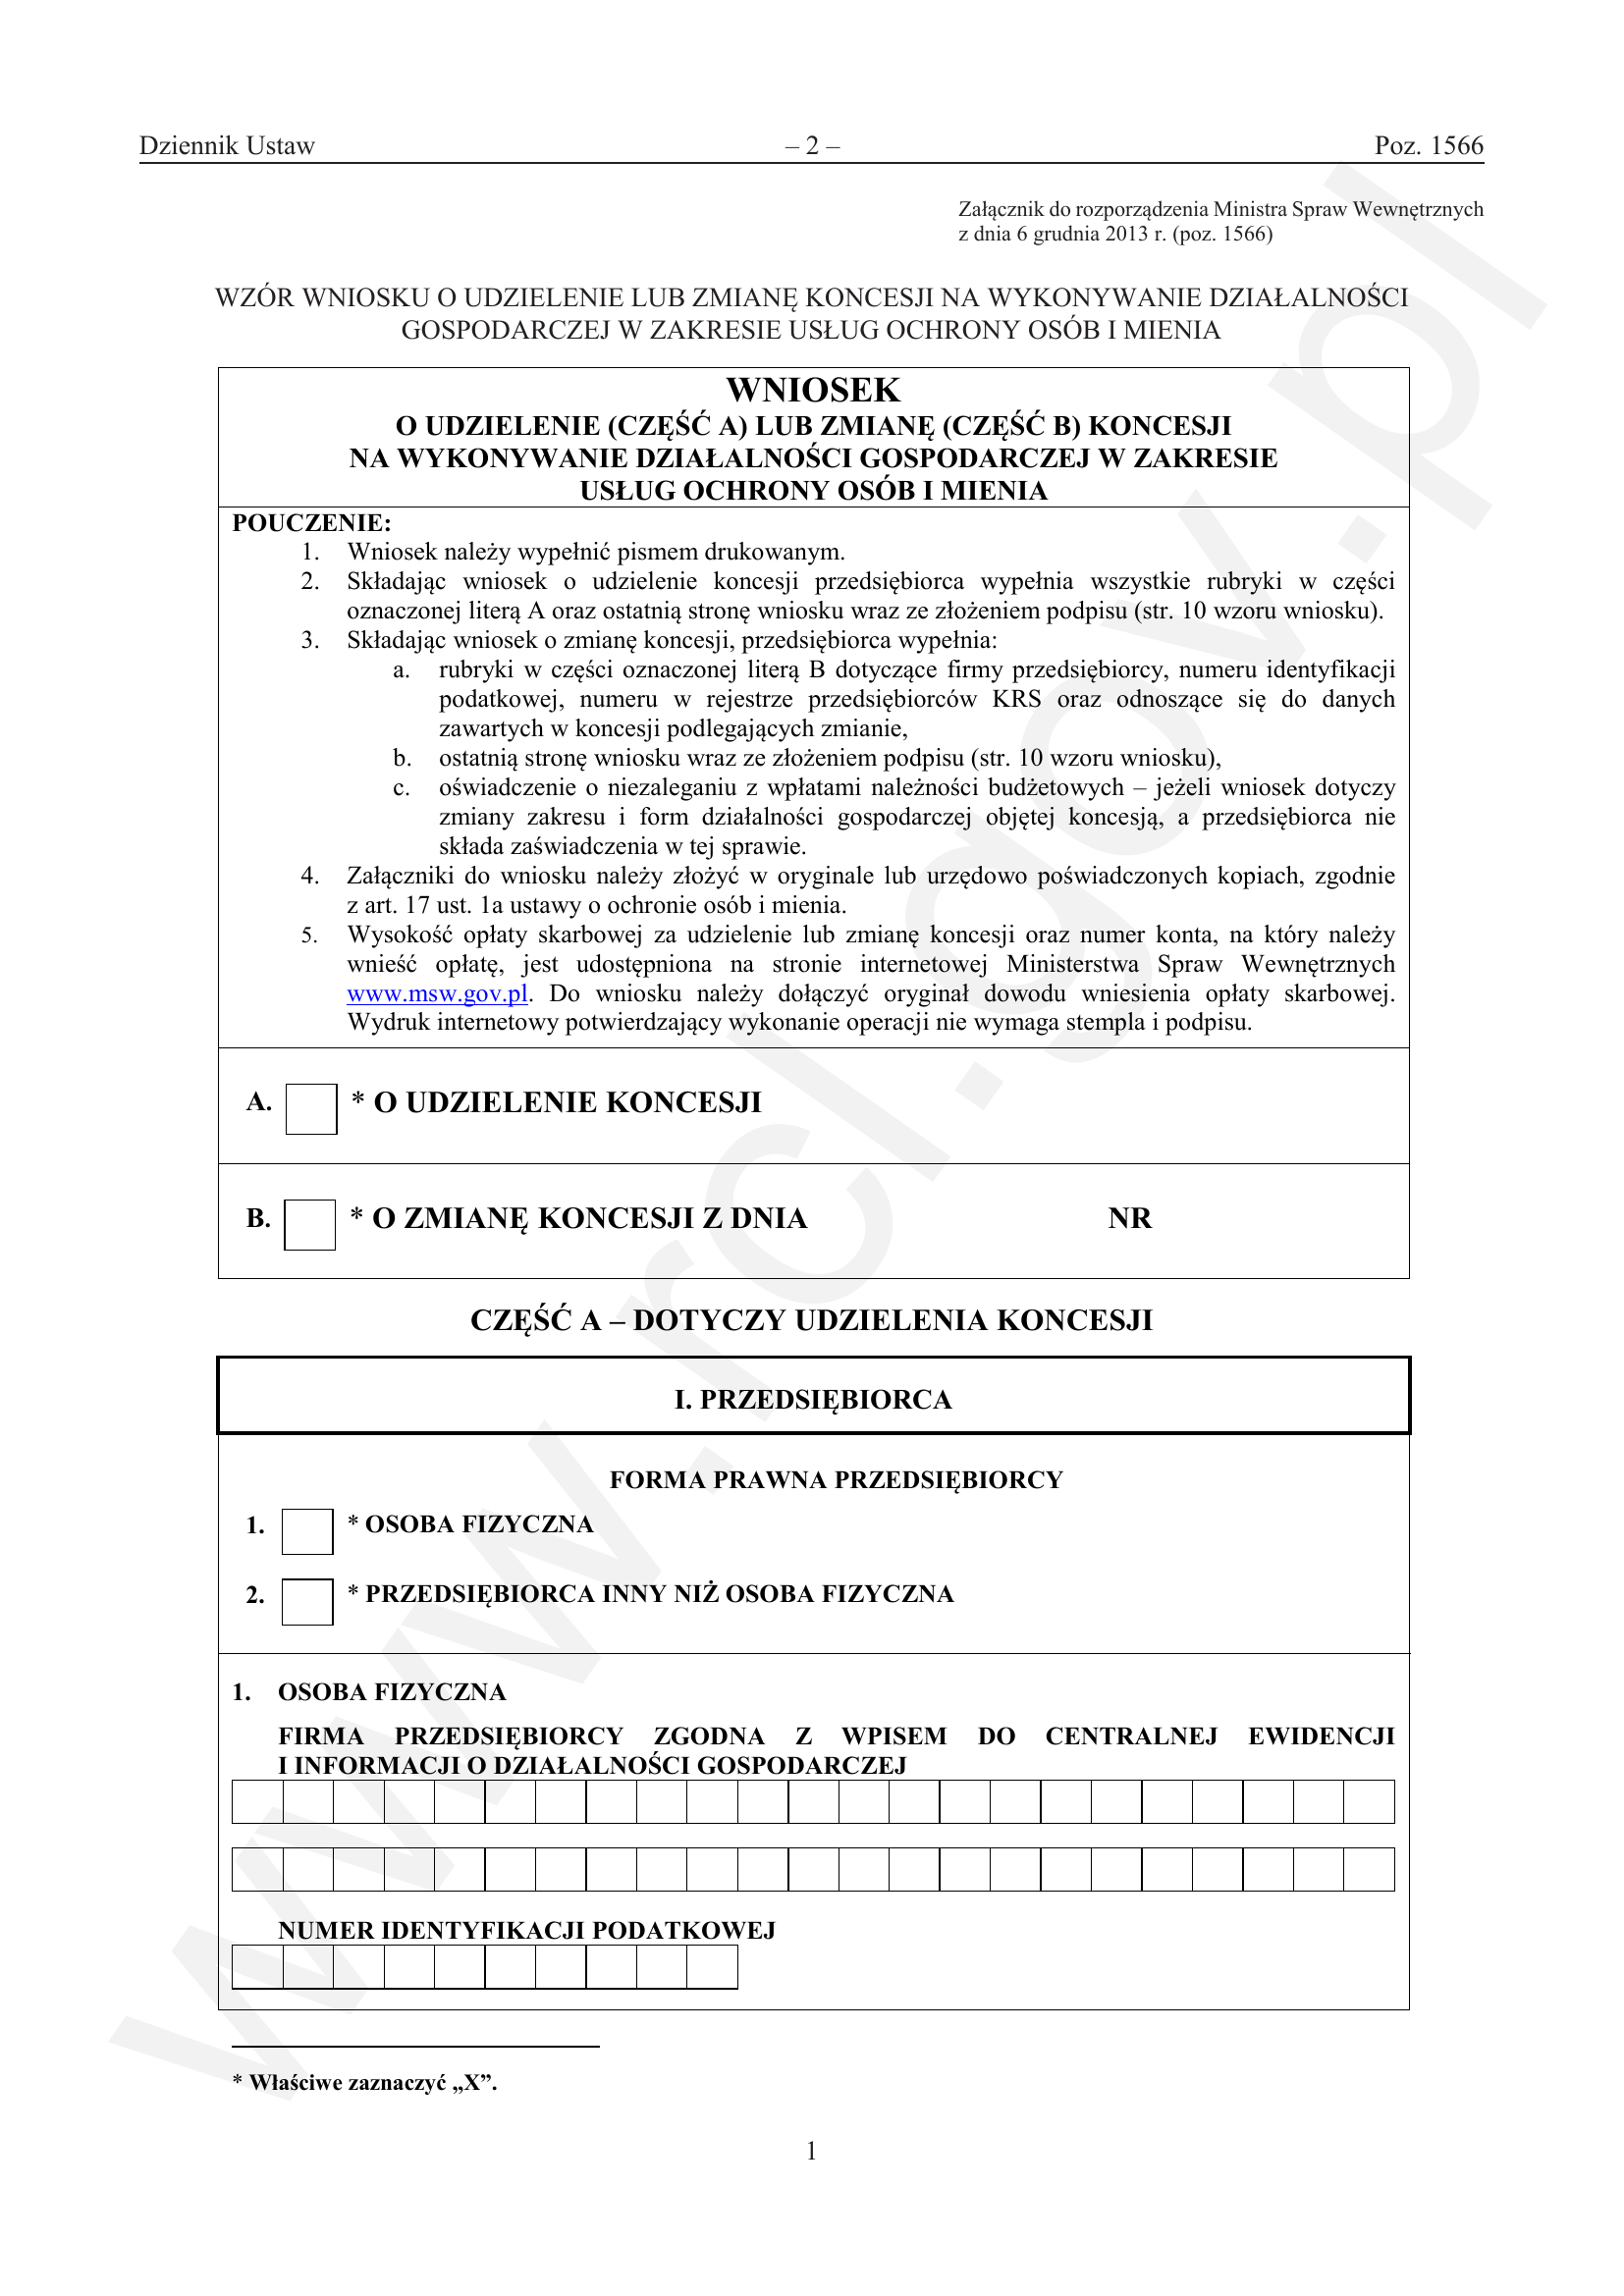 Dziennik Ustaw – 2 – Poz. 1566
Załącznik do rozporządzenia Ministra Spraw Wewnętrznych
z dnia 6 grudnia 2013 r. (poz. 1566)
WZÓR WNIOSKU O UDZIELENIE LUB ZMIANĘ KONCESJI NA WYKONYWANIE DZIAŁALNOŚCI
GOSPODARCZEJ W ZAKRESIE USŁUG OCHRONY OSÓB I MIENIA
WNIOSEK
O UDZIELENIE (CZĘŚĆ A) LUB ZMIANĘ (CZĘŚĆ B) KONCESJI
NA WYKONYWANIE DZIAŁALNOŚCI GOSPODARCZEJ W ZAKRESIE
USŁUG OCHRONY OSÓB I MIENIA
POUCZENIE:
1. Wniosek należy wypełnić pismem drukowanym.
2. Składając wniosek o udzielenie koncesji przedsiębiorca wypełnia wszystkie rubryki w części
oznaczonej literą A oraz ostatnią stronę wniosku wraz ze złożeniem podpisu (str. 10 wzoru wniosku).
3. Składając wniosek o zmianę koncesji, przedsiębiorca wypełnia:
a. rubryki w części oznaczonej literą B dotyczące firmy przedsiębiorcy, numeru identyfikacji
podatkowej, numeru w rejestrze przedsiębiorców KRS oraz odnoszące się do danych
zawartych w koncesji podlegających zmianie,
b. ostatnią stronę wniosku wraz ze złożeniem podpisu (str. 10 wzoru wniosku),
c. oświadczenie o niezaleganiu z wpłatami należności budżetowych – jeżeli wniosek dotyczy
zmiany zakresu i form działalności gospodarczej objętej koncesją, a przedsiębiorca nie
składa zaświadczenia w tej sprawie.
4. Załączniki do wniosku należy złożyć w oryginale lub urzędowo poświadczonych kopiach, zgodnie
z art. 17 ust. 1a ustawy o ochronie osób i mienia.
5. Wysokość opłaty skarbowej za udzielenie lub zmianę koncesji oraz numer konta, na który należy
wnieść opłatę, jest udostępniona na stronie internetowej Ministerstwa Spraw Wewnętrznych
www.msw.gov.pl. Do wniosku należy dołączyć oryginał dowodu wniesienia opłaty skarbowej.
Wydruk internetowy potwierdzający wykonanie operacji nie wymaga stempla i podpisu.
A. * O UDZIELENIE KONCESJI
B. * O ZMIANĘ KONCESJI Z DNIA NR
CZĘŚĆ A – DOTYCZY UDZIELENIA KONCESJI
I. PRZEDSIĘBIORCA
FORMA PRAWNA PRZEDSIĘBIORCY
1. * OSOBA FIZYCZNA
2. * PRZEDSIĘBIORCA INNY NIŻ OSOBA FIZYCZNA
1. OSOBA FIZYCZNA
FIRMA PRZEDSIĘBIORCY ZGODNA Z WPISEM DO CENTRALNEJ EWIDENCJI
I INFORMACJI O DZIAŁALNOŚCI GOSPODARCZEJ
NUMER IDENTYFIKACJI PODATKOWEJ
* Właściwe zaznaczyć „X”.
1
www.rcl.gov.pl